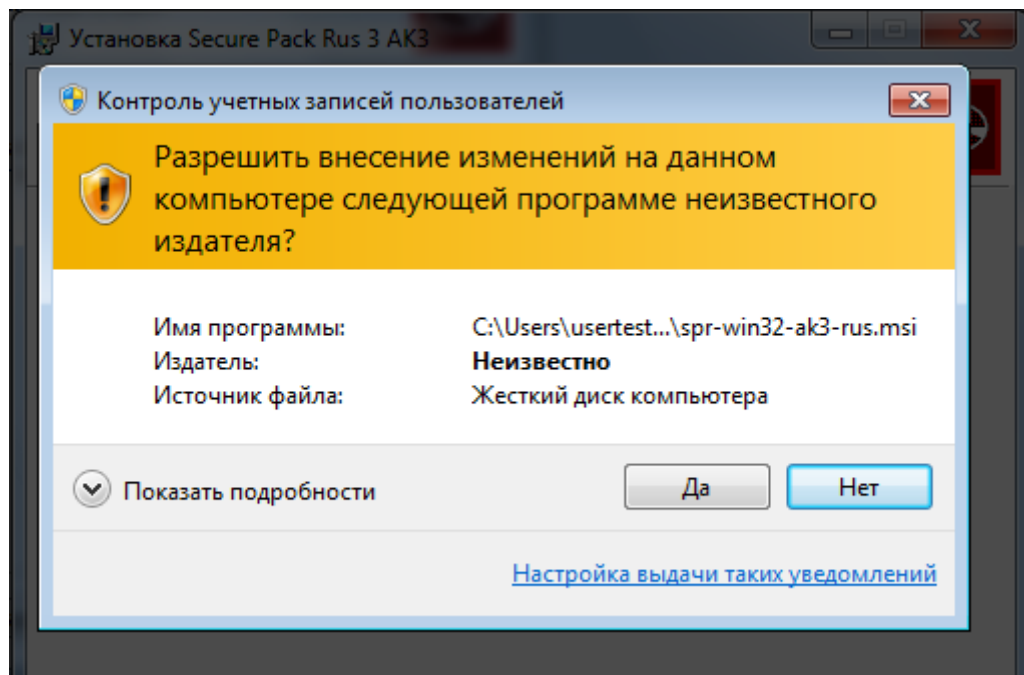 Установка Secure Pack Rus 3 AK3
Контроль учетных записей пользователей
Разрешить внесение изменений на данном
компьютере следующей программе неизвестного
издателя?
Имя программы: C:\Users\usertest...\spr-win32-ak3-rus.msi
Издатель: Неизвестно
Источник файла: Жесткий диск компьютера
Показать подробности Да Нет
Настройка выдачи таких уведомлений